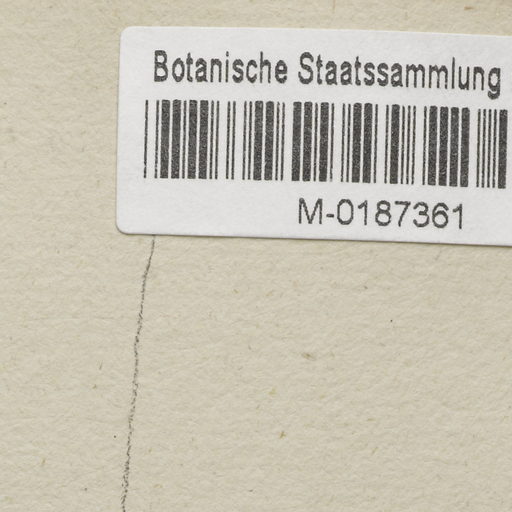 Botanische Staatssammlung
M-0187361